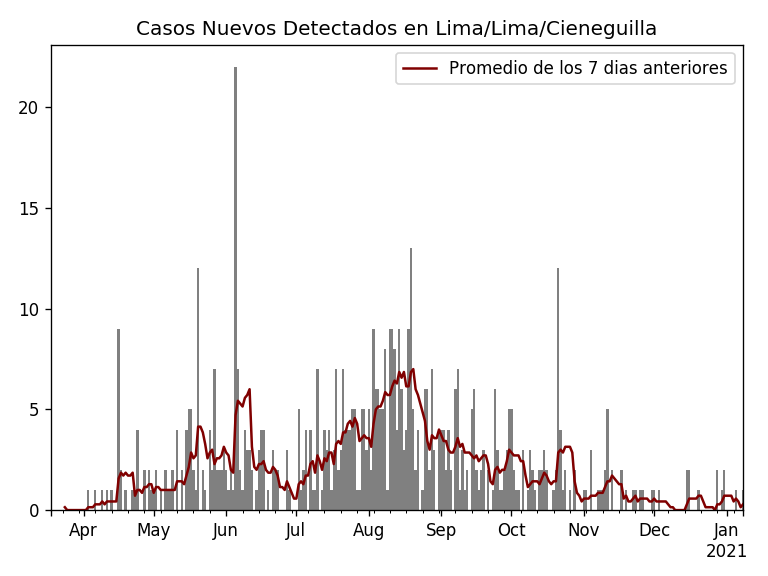 Casos Nuevos Detectados en Lima/Lima/Cieneguilla
Promedio de los 7 dias anteriores
20
15
10
5
0
Apr May Jun Jul Aug Sep Oct Nov Dec Jan
2021